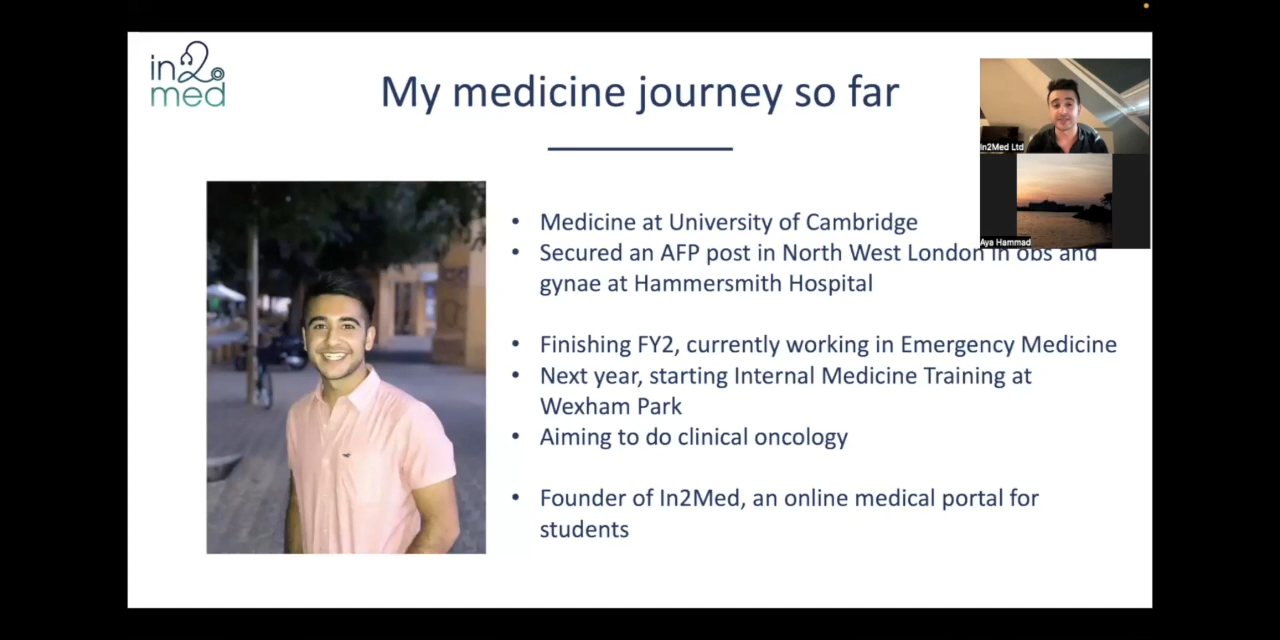 in2
med
My medicine journey so far
In2Med Ltd
Aya Hammad
• Medicine at University of Cambridge
• Secured an AFP post in North West London in obs and
gynae at Hammersmith Hospital
• Finishing FY2, currently working in Emergency Medicine
• Next year, starting Internal Medicine Training at
Wexham Park
• Aiming to do clinical oncology
• Founder of In2Med, an online medical portal for
students